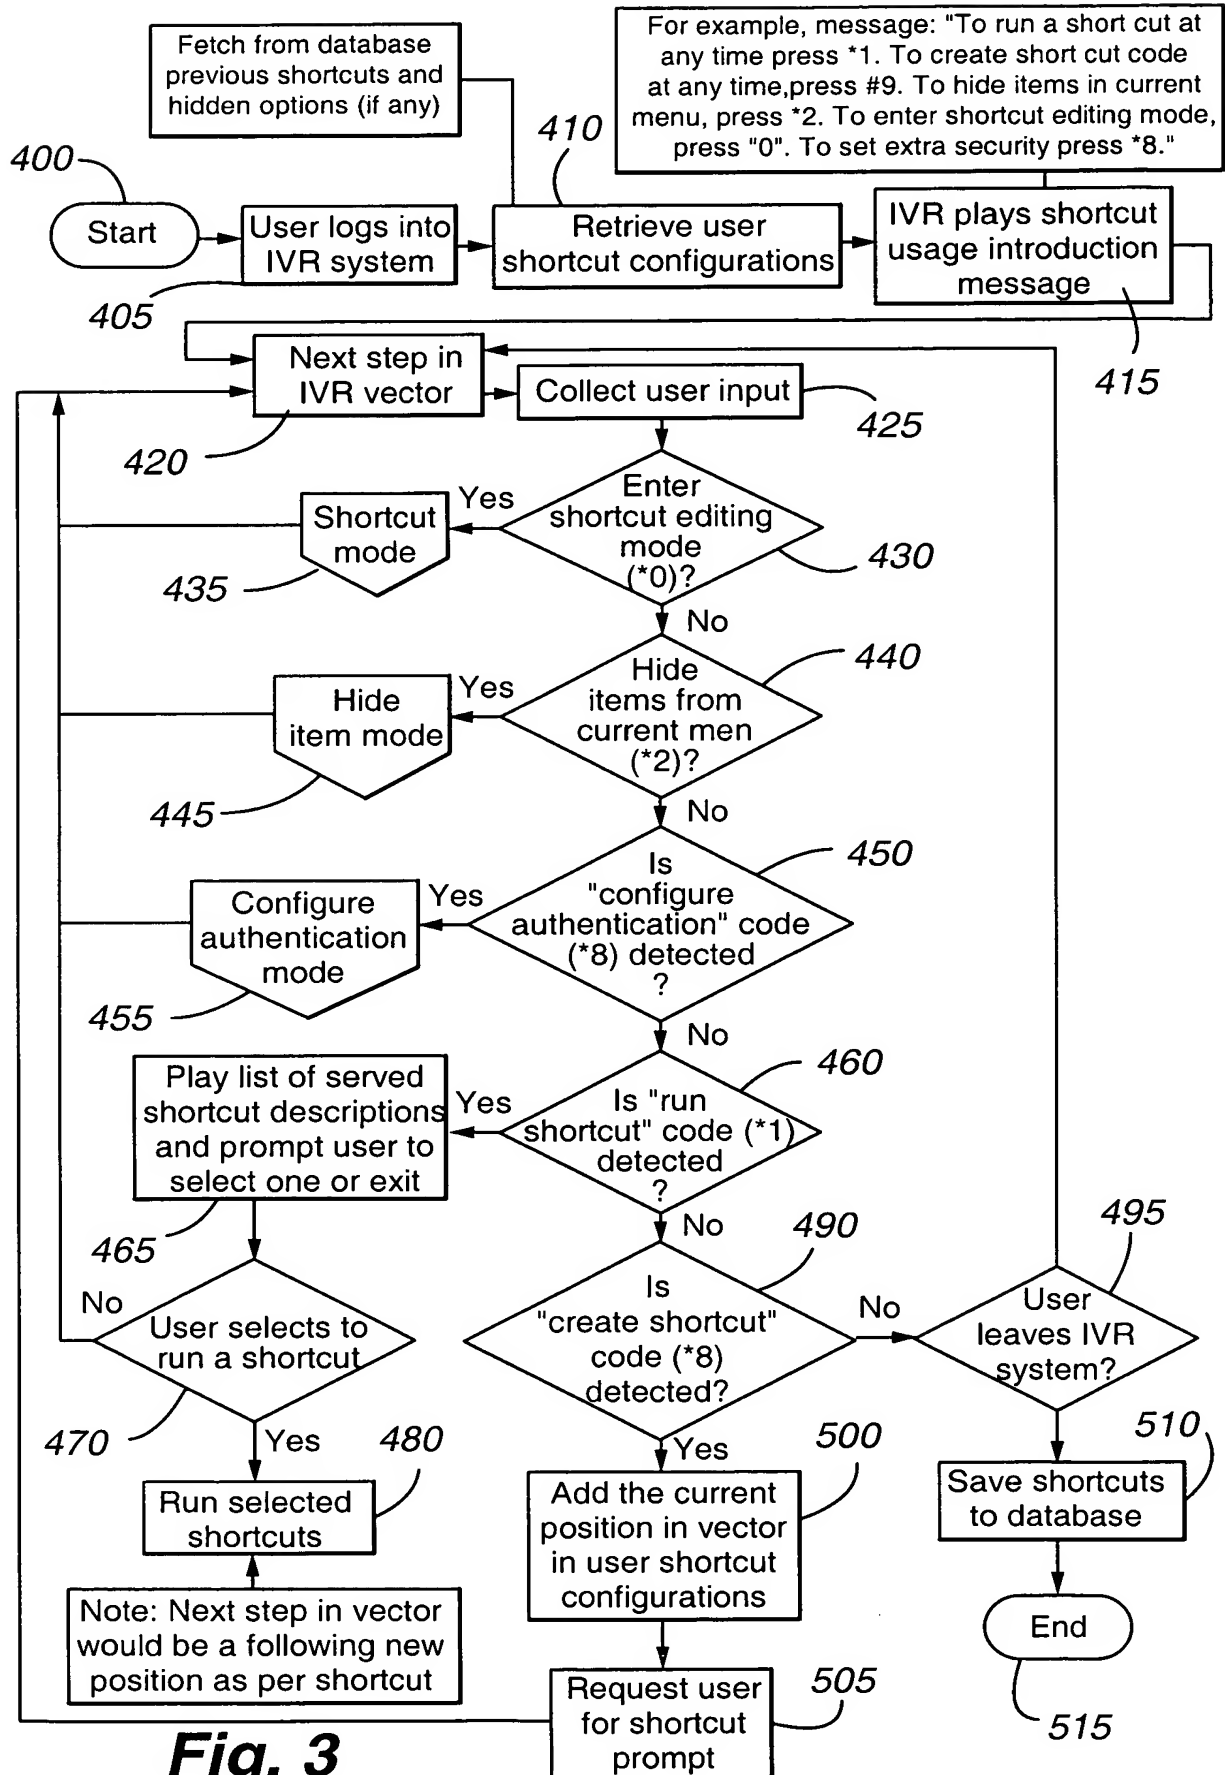 Fetch from database
previous shortcuts and
hidden options (if any)
For example, message: "To run a short cut at
any time press *1. To create short cut code
at any time,press #9. To hide items in current
menu, press *2. To enter shortcut editing mode,
press "0". To set extra security press *8."
400
410
Start
User logs into
IVR system
Retrieve user
shortcut configurations
IVR plays shortcut
usage introduction
message
405
415
Next step in
IVR vector
Collect user input
420
425
Enter
shortcut editing
mode
(*0)?
Yes
Shortcut
mode
430
435
No
Hide
items from
current men
(*2)?
440
Yes
Hide
item mode
445
No
Is
"configure
authentication" code
(*8) detected
?
450
Yes
Configure
authentication
mode
455
No
Is "run
shortcut" code (*1)
detected
?
460
Yes
Play list of served
shortcut descriptions
and prompt user to
select one or exit
465
No
490
495
Is
"create shortcut"
code (*8)
detected?
No
User
leaves IVR
system?
No
User selects to
run a shortcut
470
Yes
480
Run selected
shortcuts
Note: Next step in vector
would be a following new
position as per shortcut
Yes
500
Add the current
position in vector
in user shortcut
configurations
510
Save shortcuts
to database
End
515
505
Request user
for shortcut
prompt
Fig. 3